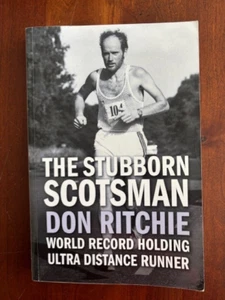 THE STUBBORN
SCOTSMAN
DON RITCHIE
WORLD RECORD HOLDING
ULTRA DISTANCE RUNNER